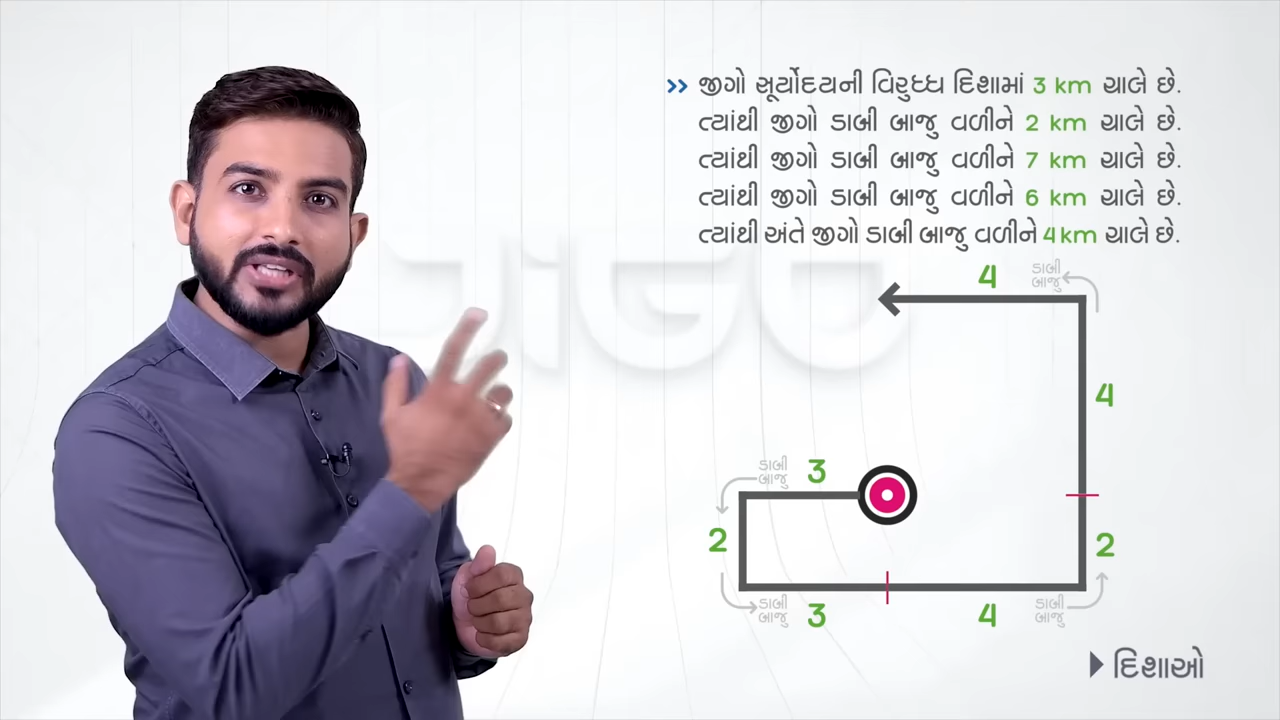 >> જીગો સૂર્યોદયની વિરુધ્ધ દિશામાં 3 km ચાલે છે.
ત્યાંથી જીગો ડાબી બાજુ વળીને 2 km ચાલે છે.
ત્યાંથી જીગો ડાબી બાજુ વળીને 7 km ચાલે છે.
ત્યાંથી જીગો ડાબી બાજુ વળીને 6 km ચાલે છે.
ત્યાંથી અંતે જીગો ડાબી બાજુ વળીને 4 km ચાલે છે.
JIGO
4
ડાબી
બાજુ
4
ડાબી
બાજુ
3
2
2
ડાબી
બાજુ
3
4
ડાબી
બાજુ
દિશાઓ